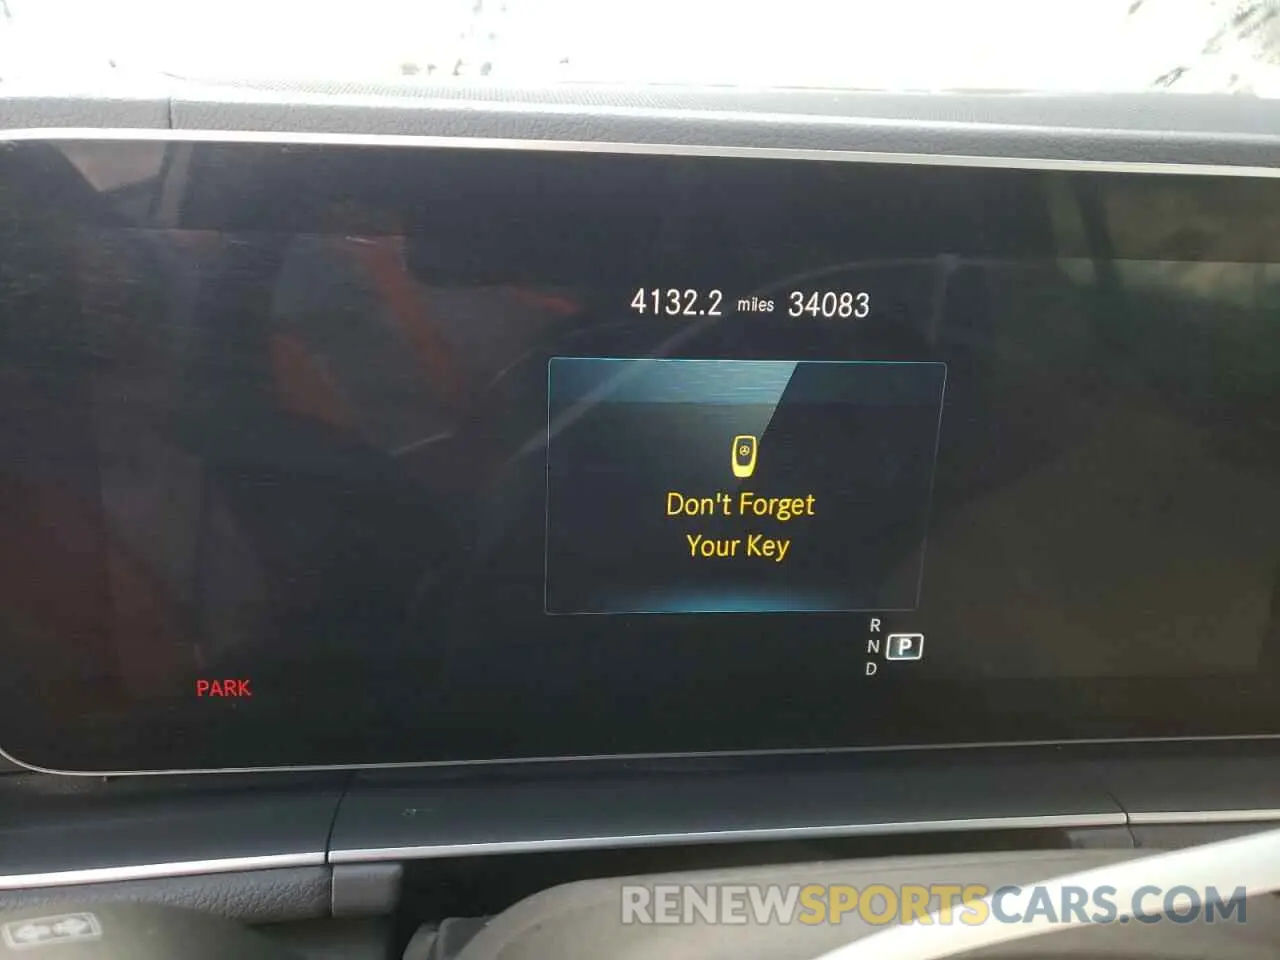 4132.2 miles 34083
Don't Forget
Your Key
R
N P
D
PARK
RENEWSPORTSCARS.COM